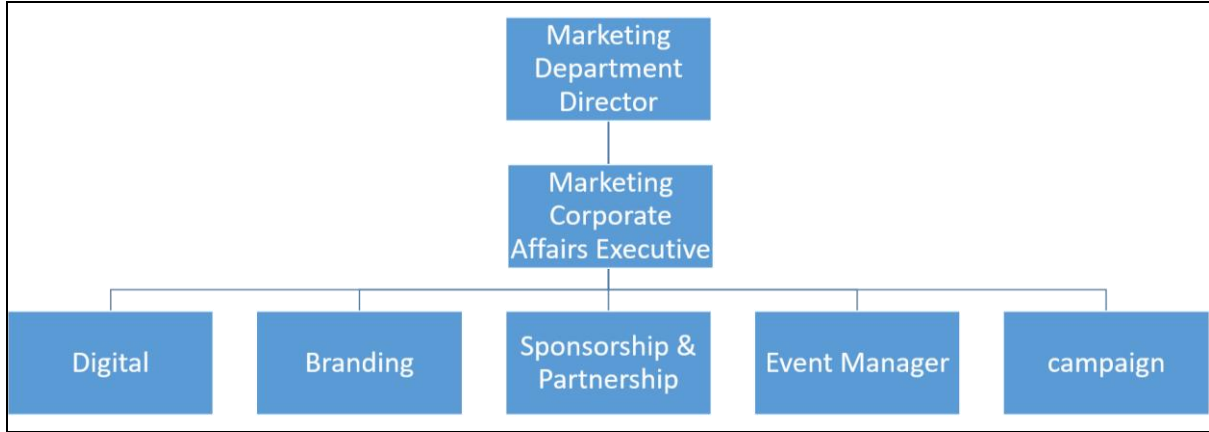 Marketing
Department
Director
Marketing
Corporate
Affairs Executive
Digital
Branding
Sponsorship &
Partnership
Event Manager
campaign